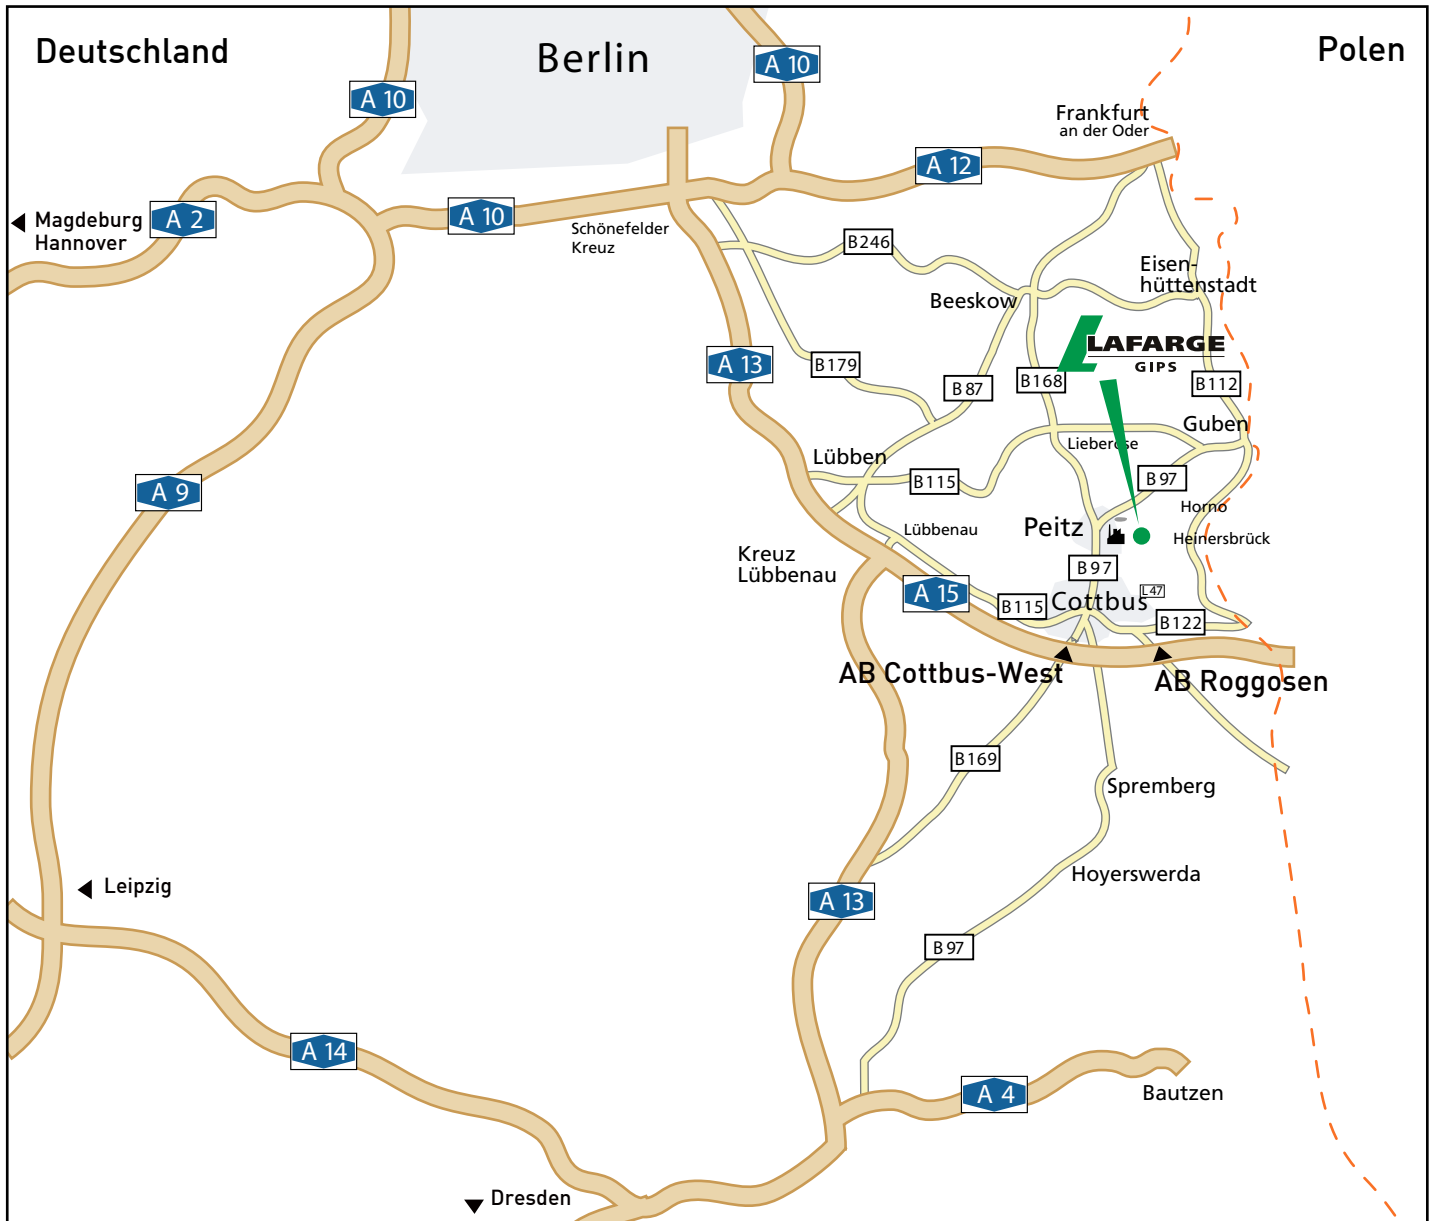 Deutschland
Berlin
Polen
A 10
A 10
Frankfurt
an der Oder
A 12
Magdeburg
Hannover
A 2
A 10
Schönefelder
Kreuz
B246
Eisen-
hüttenstadt
Beeskow
LAFARGE
GIPS
A 13
B179
B 87
B168
B112
Guben
Lieberose
Lübben
B115
B 97
A 9
Horno
Peitz
Lübbenau
Heinersbrück
Kreuz
Lübbenau
B 97
A 15
B115
Cottbus
L47
B122
AB Cottbus-West
AB Roggosen
B169
Spremberg
Hoyerswerda
Leipzig
A 13
B 97
A 14
A 4
Bautzen
Dresden